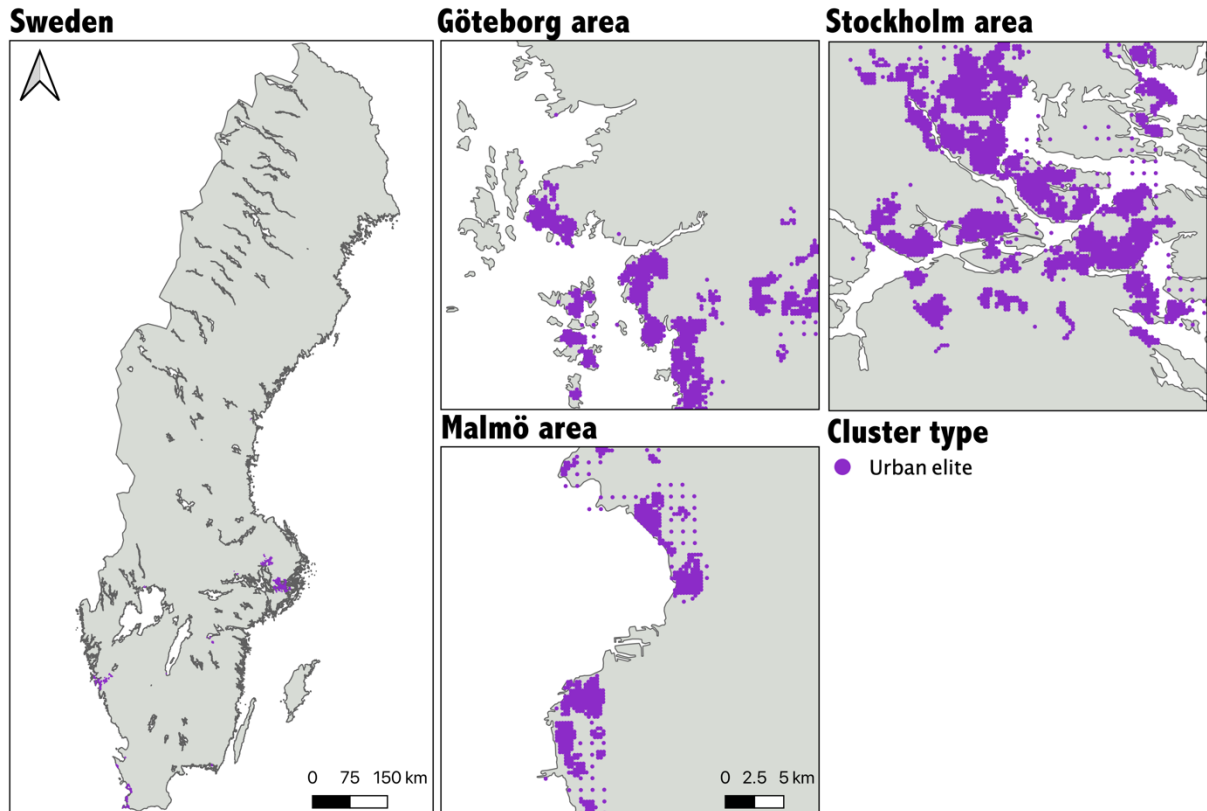 Sweden
Göteborg area
Stockholm area
0 75 150 km
Malmö area
0 2.5 5 km
Cluster type
Urban elite